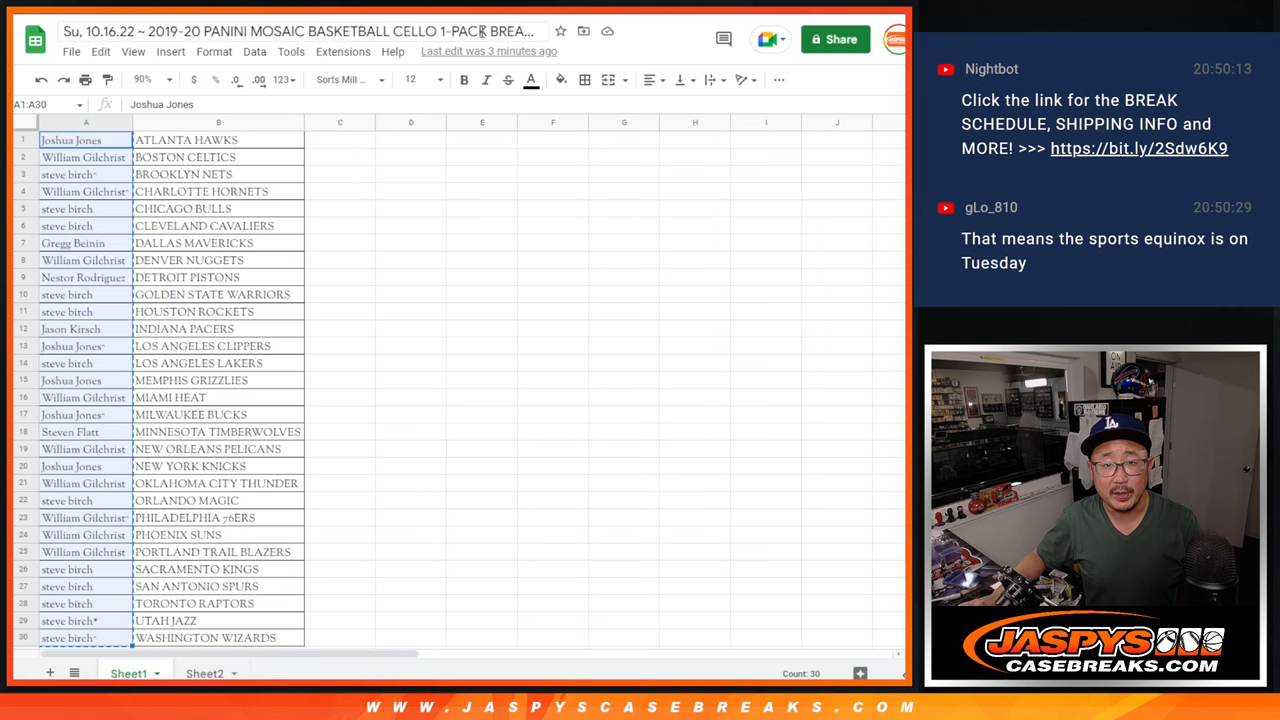 Su, 10.16.22 ~ 2019-20 PANINI MOSAIC BASKETBALL CELLO 1-PACK BREA...
File Edit View Insert Format Data Tools Extensions Help Last edit was 3 minutes ago
Share
90% $ % .0 .00 123 Sorts Mill ... 12 B I S A
A1:A30 fx Joshua Jones
A B C D E F G H I J
1 Joshua Jones ATLANTA HAWKS
2 William Gilchrist BOSTON CELTICS
3 steve birch^ BROOKLYN NETS
4 William Gilchrist^ CHARLOTTE HORNETS
5 steve birch CHICAGO BULLS
6 steve birch CLEVELAND CAVALIERS
7 Gregg Beinin DALLAS MAVERICKS
8 William Gilchrist DENVER NUGGETS
9 Nestor Rodriguez DETROIT PISTONS
10 steve birch GOLDEN STATE WARRIORS
11 steve birch HOUSTON ROCKETS
12 Jason Kirsch INDIANA PACERS
13 Joshua Jones^ LOS ANGELES CLIPPERS
14 steve birch LOS ANGELES LAKERS
15 Joshua Jones MEMPHIS GRIZZLIES
16 William Gilchrist MIAMI HEAT
17 Joshua Jones^ MILWAUKEE BUCKS
18 Steven Flatt MINNESOTA TIMBERWOLVES
19 William Gilchrist NEW ORLEANS PELICANS
20 Joshua Jones NEW YORK KNICKS
21 William Gilchrist OKLAHOMA CITY THUNDER
22 steve birch ORLANDO MAGIC
23 William Gilchrist^ PHILADELPHIA 76ERS
24 William Gilchrist PHOENIX SUNS
25 William Gilchrist PORTLAND TRAIL BLAZERS
26 steve birch SACRAMENTO KINGS
27 steve birch SAN ANTONIO SPURS
28 steve birch TORONTO RAPTORS
29 steve birch* UTAH JAZZ
30 steve birch^ WASHINGTON WIZARDS
Sheet1 Sheet2 Count: 30
Nightbot 20:50:13
Click the link for the BREAK
SCHEDULE, SHIPPING INFO and
MORE! >>> https://bit.ly/2Sdw6K9
gLo_810 20:50:29
That means the sports equinox is on
Tuesday
ON AIR
LA
JASPYS
CASEBREAKS.COM
WWW.JASPYSCASEBREAKS.COM